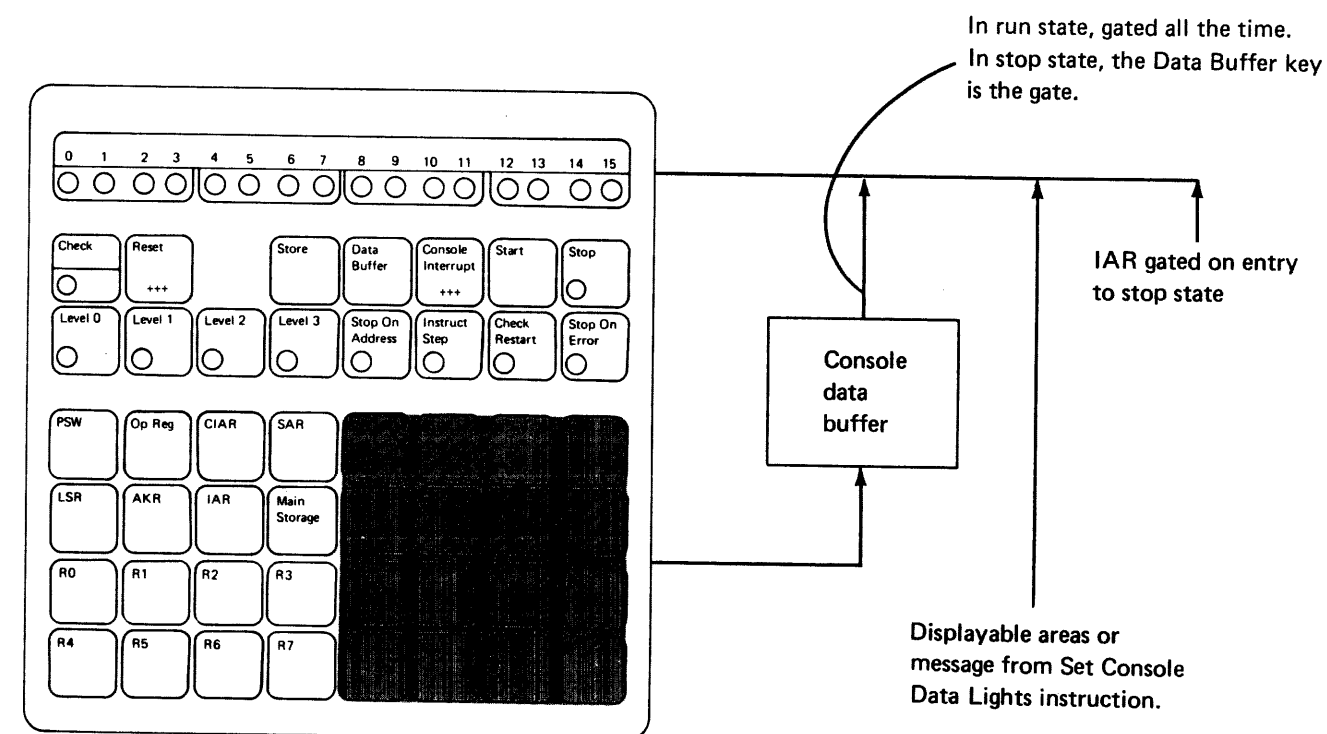 In run state, gated all the time.
In stop state, the Data Buffer key
is the gate.
0 1 2 3 4 5 6 7 8 9 10 11 12 13 14 15
Check
Reset
+++
Store
Data
Buffer
Console
Interrupt
+++
Start
Stop
Level 0
Level 1
Level 2
Level 3
Stop On
Address
Instruct
Step
Check
Restart
Stop On
Error
PSW
Op Reg
CIAR
SAR
LSR
AKR
IAR
Main
Storage
R0
R1
R2
R3
R4
R5
R6
R7
Console
data
buffer
IAR gated on entry
to stop state
Displayable areas or
message from Set Console
Data Lights instruction.